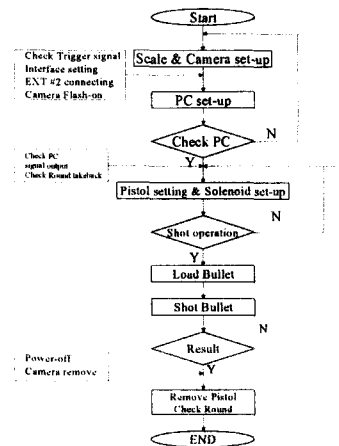 Start
Check Trigger signal
Interface setting
EXT #2 connecting
Camera Flash-on
Scale & Camera set-up
PC set-up
N
Check PC
Y
Check PC
signal output
Check Round takeback
Pistol setting & Solenoid set-up
N
Shot operation
Y
Load Bullet
Shot Bullet
N
Result
Y
Power-off
Camera remove
Remove Pistol
Check Round
END